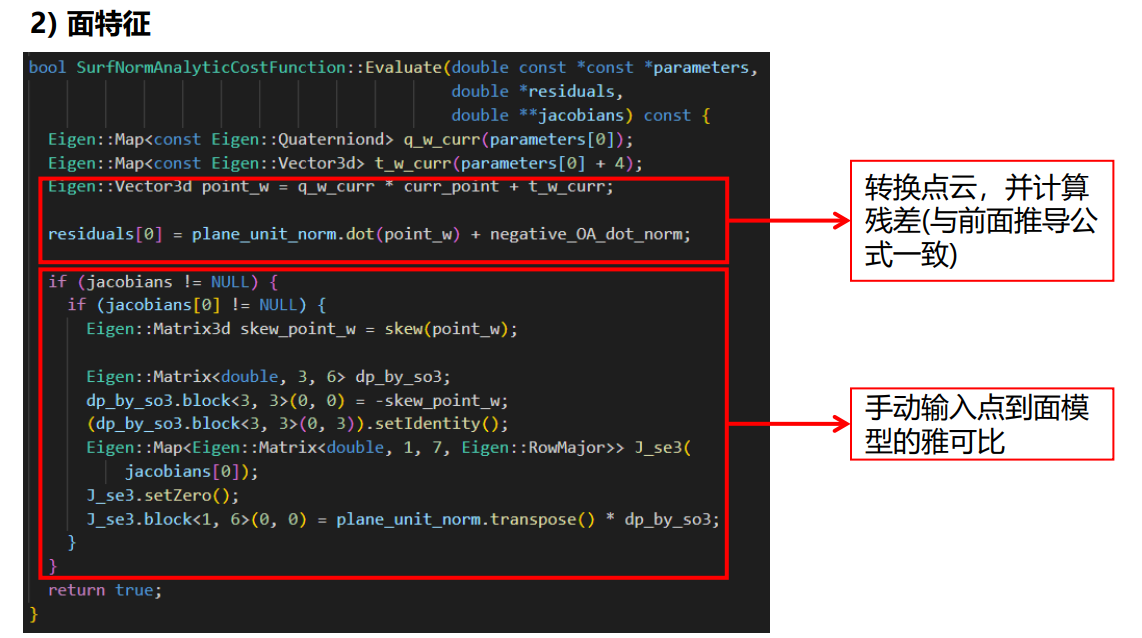 2) 面特征
bool SurfNormAnalyticCostFunction::Evaluate(double const *const *parameters,
double *residuals,
double **jacobians) const {
Eigen::Map<const Eigen::Quaterniond> q_w_curr(parameters[0]);
Eigen::Map<const Eigen::Vector3d> t_w_curr(parameters[0] + 4);
Eigen::Vector3d point_w = q_w_curr * curr_point + t_w_curr;
residuals[0] = plane_unit_norm.dot(point_w) + negative_OA_dot_norm;
转换点云，并计算
残差(与前面推导公
式一致)
if (jacobians != NULL) {
if (jacobians[0] != NULL) {
Eigen::Matrix3d skew_point_w = skew(point_w);
Eigen::Matrix<double, 3, 6> dp_by_so3;
dp_by_so3.block<3, 3>(0, 0) = -skew_point_w;
(dp_by_so3.block<3, 3>(0, 3)).setIdentity();
Eigen::Map<Eigen::Matrix<double, 1, 7, Eigen::RowMajor>> J_se3(
jacobians[0]);
J_se3.setZero();
J_se3.block<1, 6>(0, 0) = plane_unit_norm.transpose() * dp_by_so3;
}
}
手动输入点到面模
型的雅可比
return true;
}